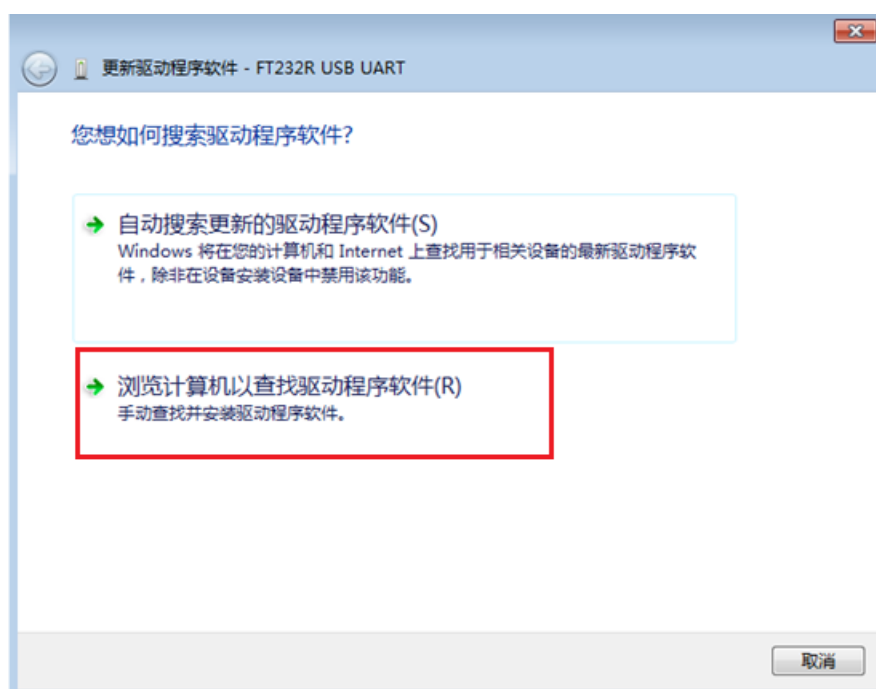 更新驱动程序软件 - FT232R USB UART
您想如何搜索驱动程序软件?
自动搜索更新的驱动程序软件(S)
Windows 将在您的计算机和 Internet 上查找用于相关设备的最新驱动程序软
件，除非在设备安装设备中禁用该功能。
浏览计算机以查找驱动程序软件(R)
手动查找并安装驱动程序软件。
取消